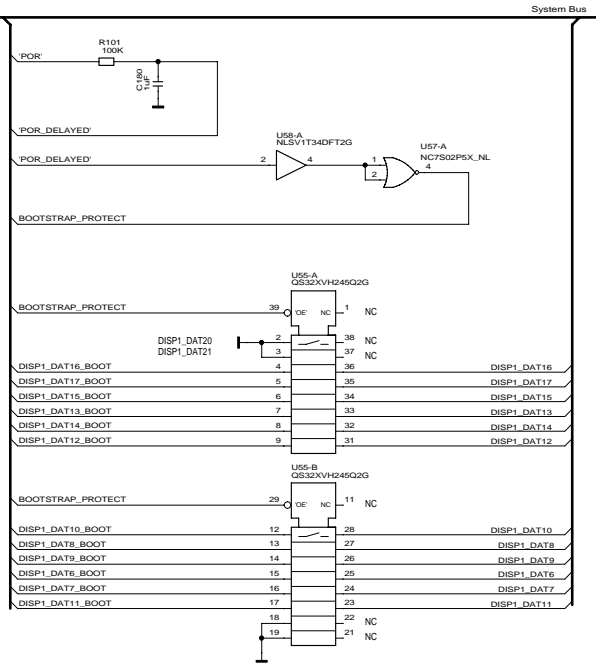 System Bus
R101
100K
'POR'
C180
1uF
'POR_DELAYED'
U58-A
NLSV1T34DFT2G
'POR_DELAYED' 2 4
U57-A
NC7S02P5X_NL
1 2 4
BOOTSTRAP_PROTECT
U55-A
QS32XVH245Q2G
BOOTSTRAP_PROTECT 39 'OE' NC 1 NC
DISP1_DAT20 2 38 NC
DISP1_DAT21 3 37 NC
DISP1_DAT16_BOOT 4 36 DISP1_DAT16
DISP1_DAT17_BOOT 5 35 DISP1_DAT17
DISP1_DAT15_BOOT 6 34 DISP1_DAT15
DISP1_DAT13_BOOT 7 33 DISP1_DAT13
DISP1_DAT14_BOOT 8 32 DISP1_DAT14
DISP1_DAT12_BOOT 9 31 DISP1_DAT12
U55-B
QS32XVH245Q2G
BOOTSTRAP_PROTECT 29 'OE' NC 11 NC
DISP1_DAT10_BOOT 12 28 DISP1_DAT10
DISP1_DAT8_BOOT 13 27 DISP1_DAT8
DISP1_DAT9_BOOT 14 26 DISP1_DAT9
DISP1_DAT6_BOOT 15 25 DISP1_DAT6
DISP1_DAT7_BOOT 16 24 DISP1_DAT7
DISP1_DAT11_BOOT 17 23 DISP1_DAT11
18 22 NC
19 21 NC